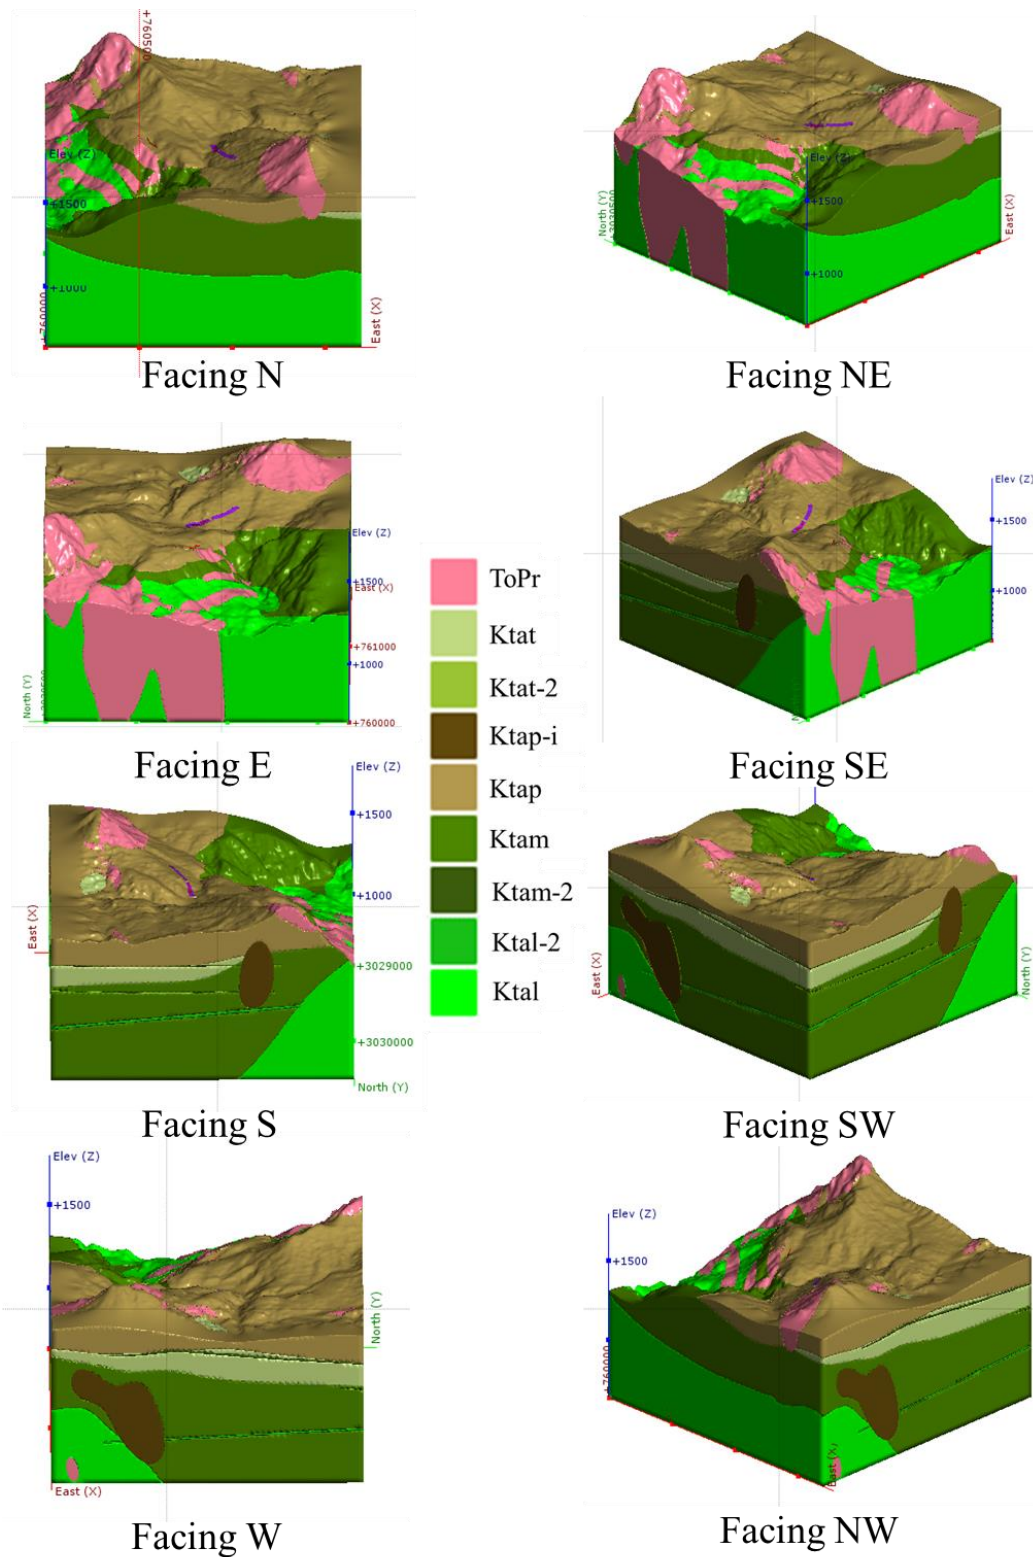 +760500
Elev (Z)
+1500
+1000
+760000
East (X)
Facing N
Elev (Z)
+1500
+1000
North (Y)
East (X)
Facing NE
Elev (Z)
+1500
East (X)
+761000
+1000
+760000
North (Y)
Facing E
Elev (Z)
+1500
+1000
Facing SE
ToPr
Ktat
Ktat-2
Ktap-i
Ktap
Ktam
Ktam-2
Ktal-2
Ktal
Elev (Z)
+1500
+1000
East (X)
+3029000
+3030000
North (Y)
Facing S
East (X)
North (Y)
Facing SW
Elev (Z)
+1500
North (Y)
East (X)
Facing W
Elev (Z)
+1500
+760000
East (X)
Facing NW